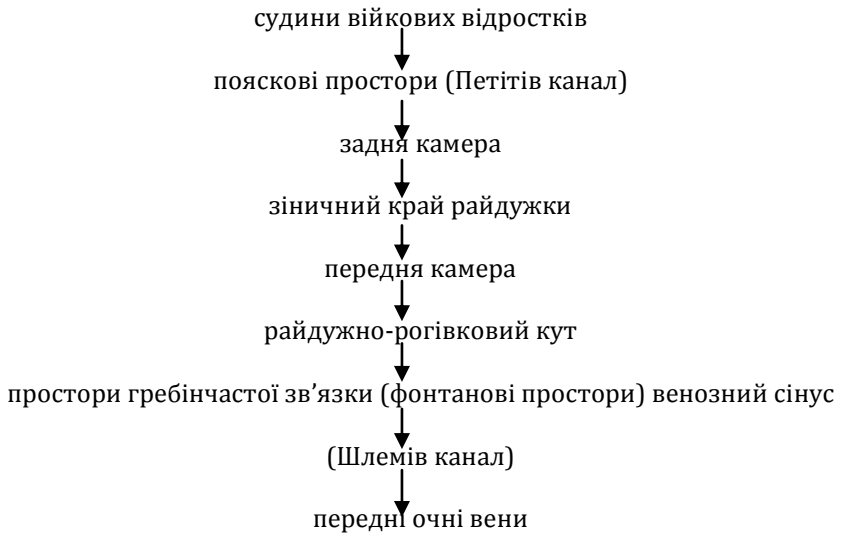 судини війкових відростків
пояскові простори (Петітів канал)
задня камера
зіничний край райдужки
передня камера
райдужно-рогівковий кут
простори гребінчастої зв’язки (фонтанові простори) венозний сінус
(Шлемів канал)
передні очні вени